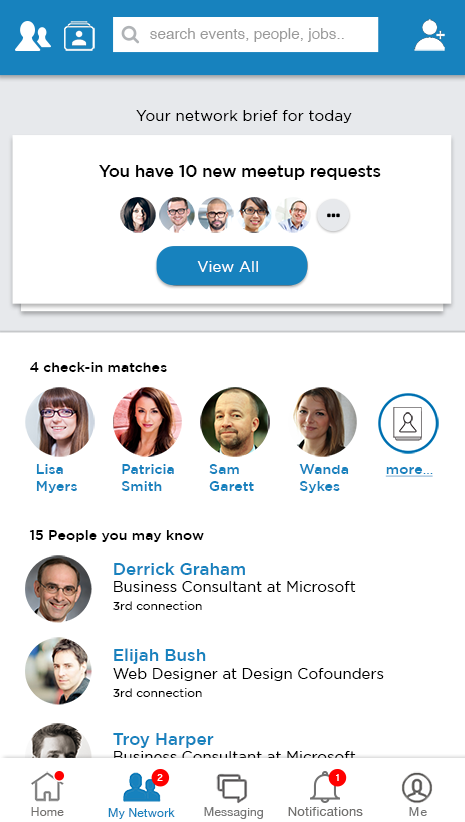 search events, people, jobs..
Your network brief for today
You have 10 new meetup requests
View All
4 check-in matches
Lisa
Myers
Patricia
Smith
Sam
Garett
Wanda
Sykes
more...
15 People you may know
Derrick Graham
Business Consultant at Microsoft
3rd connection
Elijah Bush
Web Designer at Design Cofounders
3rd connection
Troy Harper
Business Consultant at Microsoft
2
1
Home
My Network
Messaging
Notifications
Me